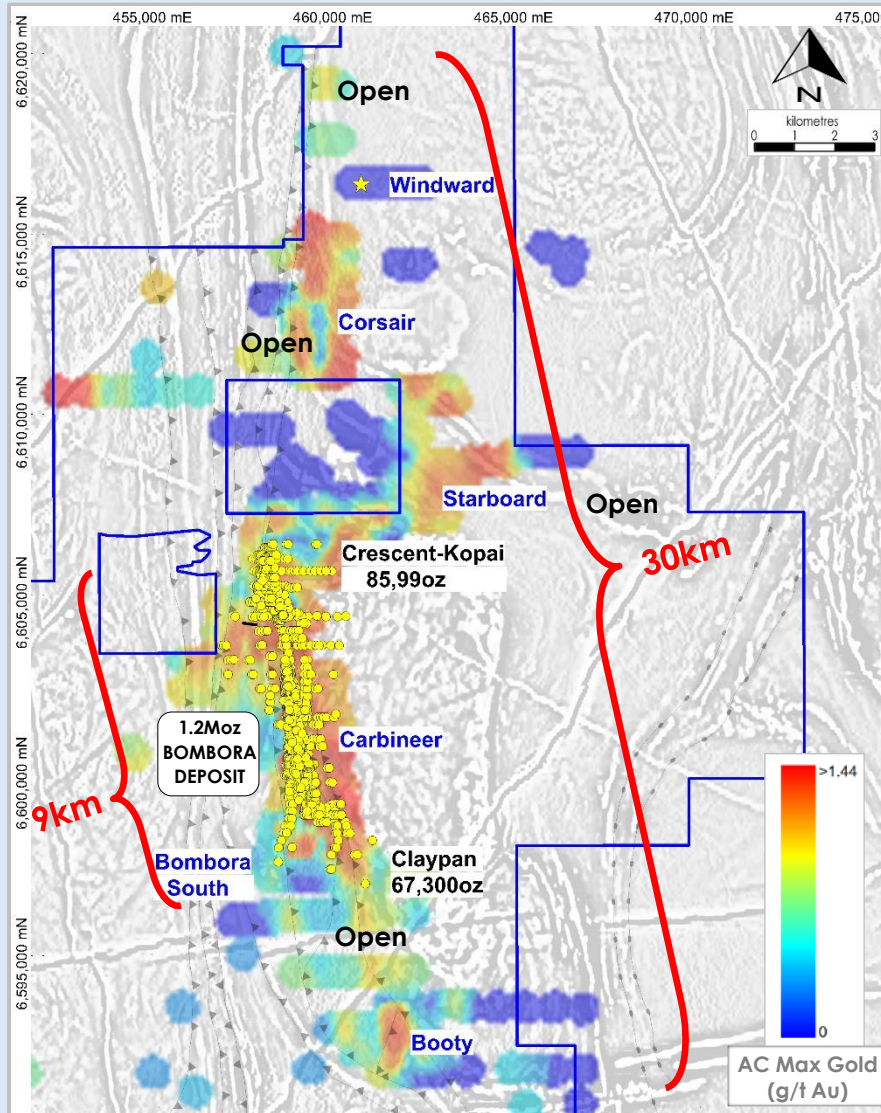 455,000 mE
460,000 mE
465,000 mE
470,000 mE
475,00
6,620,000 mN
6,615,000 mN
6,610,000 mN
6,605,000 mN
6,600,000 mN
6,595,000 mN
N
kilometres
0 1 2 3
Open
Windward
Corsair
Open
Starboard
Open
Crescent-Kopai
85,99oz
30km
1.2Moz
BOMBORA
DEPOSIT
Carbineer
9km
Bombora
South
Claypan
67,300oz
Open
Booty
>1.44
0
AC Max Gold
(g/t Au)